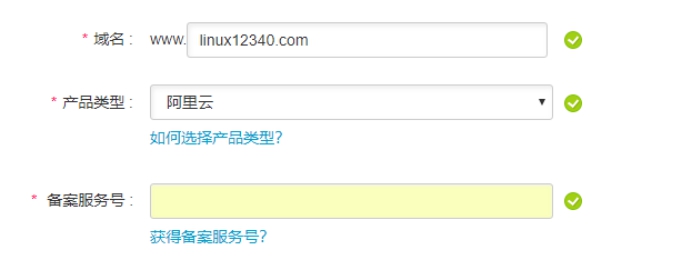 * 域名： www. linux12340.com
* 产品类型： 阿里云
如何选择产品类型?
* 备案服务号：
获得备案服务号?